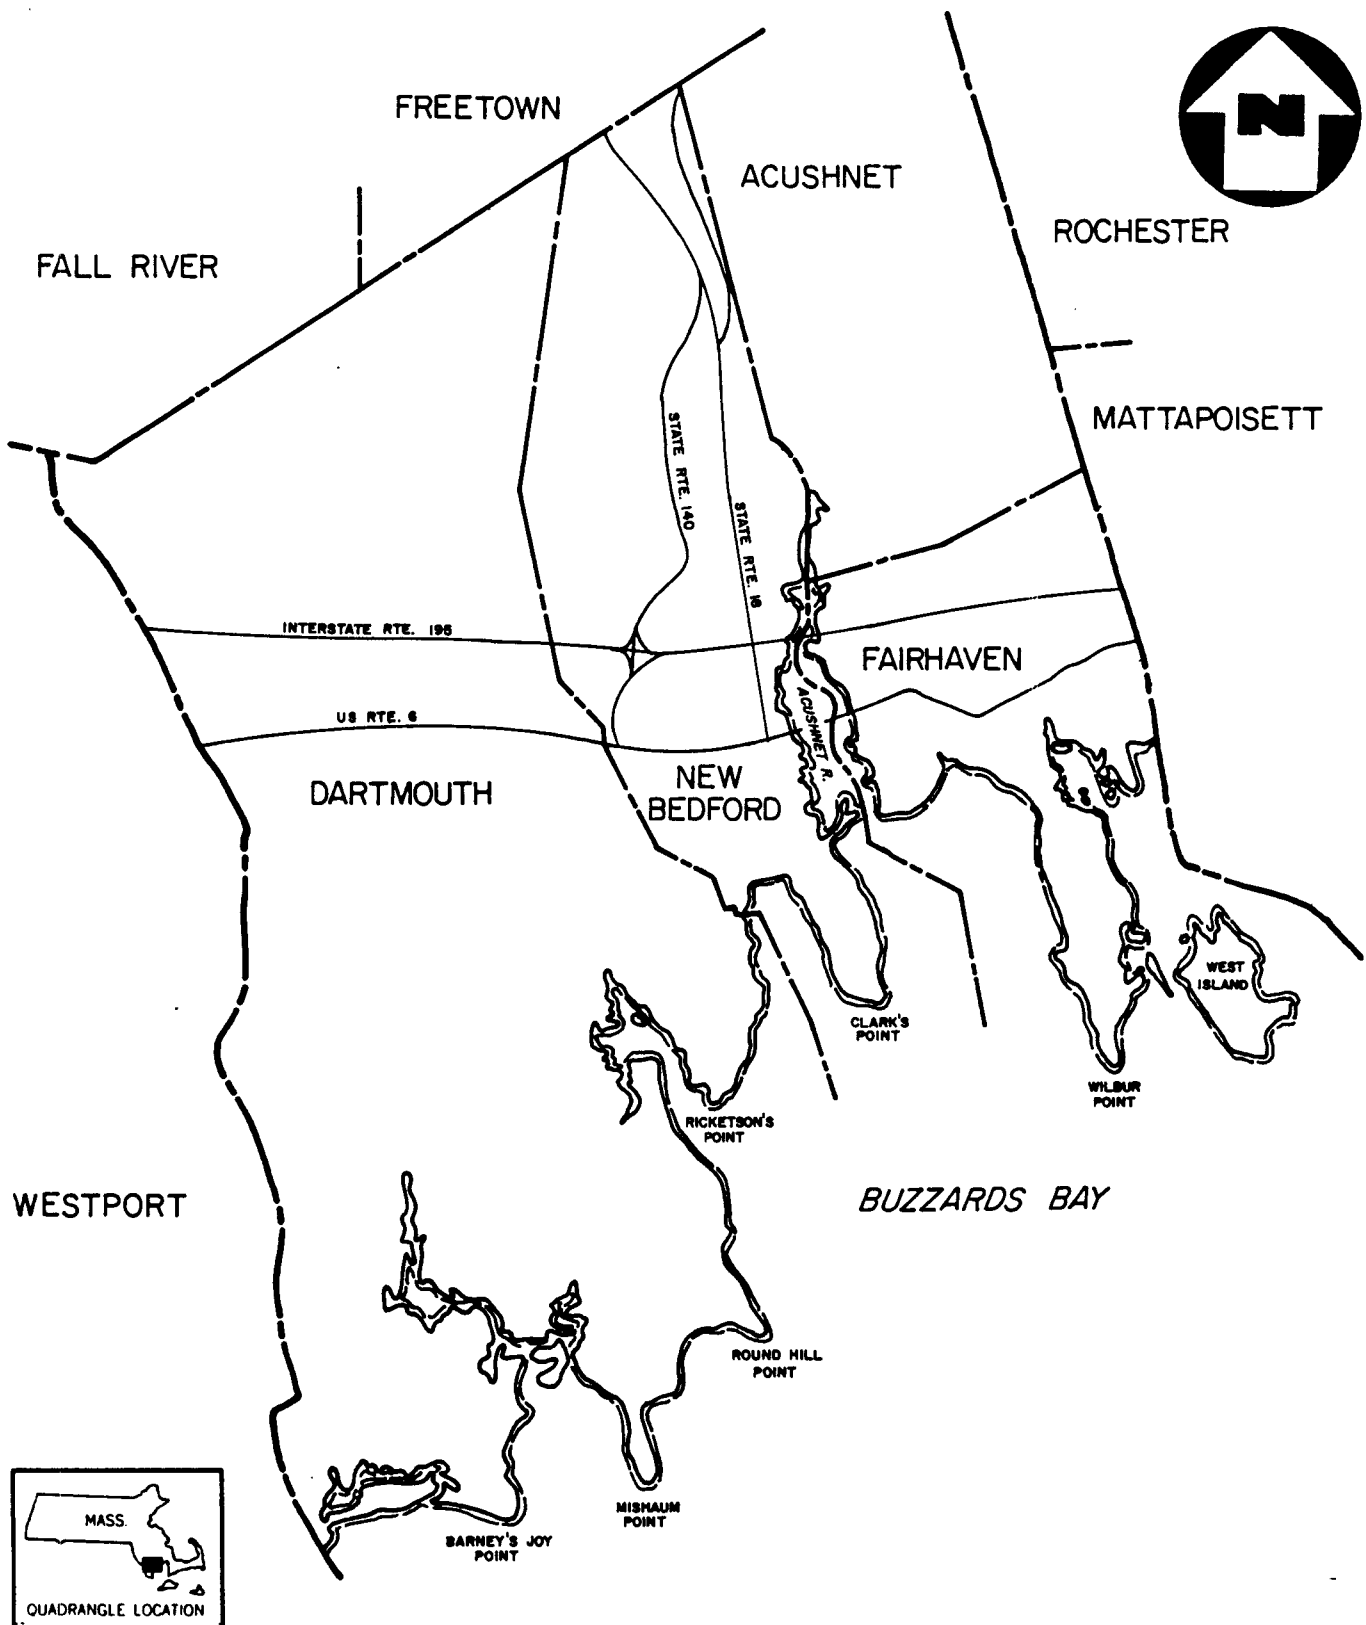 FREETOWN
N
ACUSHNET
ROCHESTER
FALL RIVER
MATTAPOISETT
STATE RTE. 140
STATE RTE. 18
INTERSTATE RTE. 195
FAIRHAVEN
US RTE. 6
ACUSHNET R.
DARTMOUTH
NEW
BEDFORD
WEST
ISLAND
CLARK'S
POINT
WILBUR
POINT
RICKETSON'S
POINT
WESTPORT
BUZZARDS BAY
ROUND HILL
POINT
MISHAUM
POINT
BARNEY'S JOY
POINT
MASS.
QUADRANGLE LOCATION